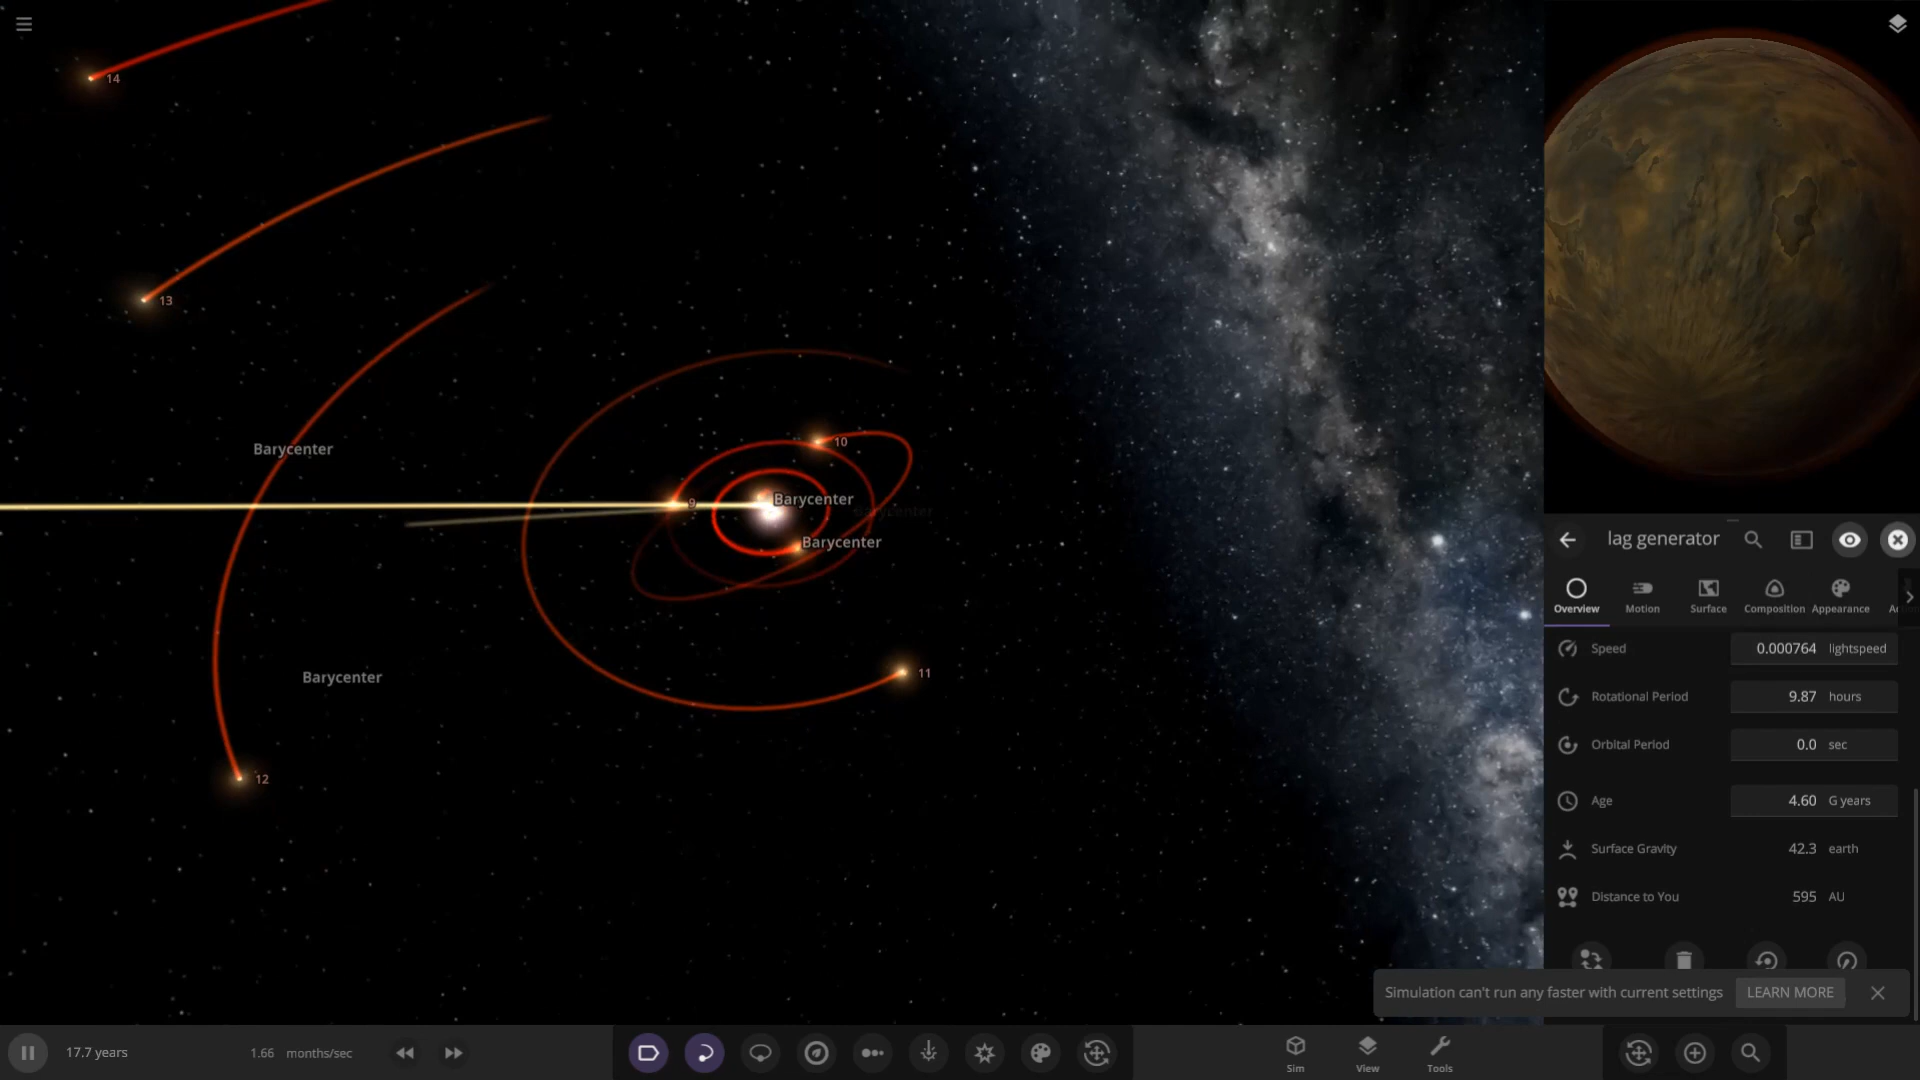 14
13
Barycenter
10
9
Barycenter
Barycenter
Barycenter
11
Barycenter
12
lag generator
Overview
Motion
Surface
Composition
Appearance
Speed 0.000764 lightspeed
Rotational Period 9.87 hours
Orbital Period 0.0 sec
Age 4.60 G years
Surface Gravity 42.3 earth
Distance to You 595 AU
Simulation can't run any faster with current settings LEARN MORE
17.7 years
1.66 months/sec
Sim
View
Tools